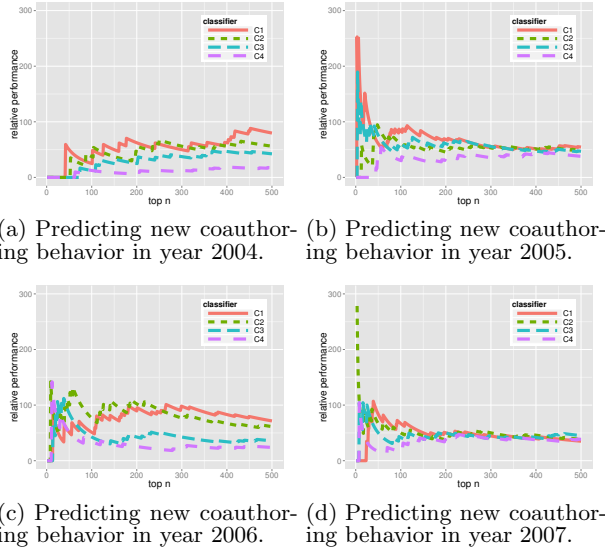 classifier
C1
C2
C3
C4
relative performance
300
200
100
0
0 100 200 300 400 500
top n
(a) Predicting new coauthor-
ing behavior in year 2004.
classifier
C1
C2
C3
C4
relative performance
300
200
100
0
0 100 200 300 400 500
top n
(b) Predicting new coauthor-
ing behavior in year 2005.
classifier
C1
C2
C3
C4
relative performance
300
200
100
0
0 100 200 300 400 500
top n
(c) Predicting new coauthor-
ing behavior in year 2006.
classifier
C1
C2
C3
C4
relative performance
300
200
100
0
0 100 200 300 400 500
top n
(d) Predicting new coauthor-
ing behavior in year 2007.